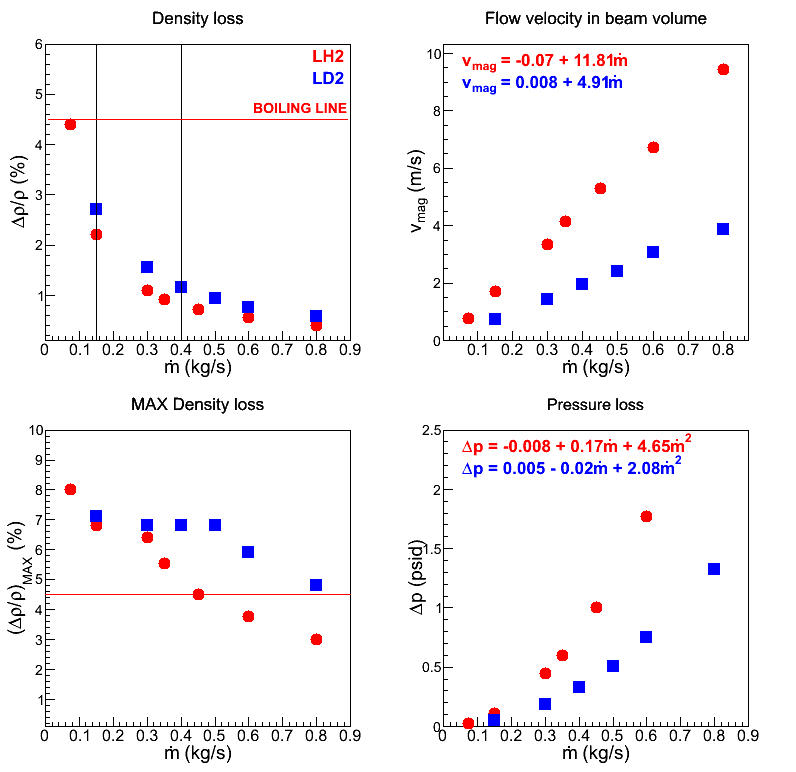 Density loss
6
5
4
3
2
1
LH2
LD2
BOILING LINE
Δρ/ρ (%)
0 0.1 0.2 0.3 0.4 0.5 0.6 0.7 0.8 0.9
ṁ (kg/s)
Flow velocity in beam volume
10
8
6
4
2
0
v_mag = -0.07 + 11.81ṁ
v_mag = 0.008 + 4.91ṁ
v_mag (m/s)
0.1 0.2 0.3 0.4 0.5 0.6 0.7 0.8
ṁ (kg/s)
MAX Density loss
10
9
8
7
6
5
4
3
2
1
(Δρ/ρ)_MAX (%)
0 0.1 0.2 0.3 0.4 0.5 0.6 0.7 0.8 0.9
ṁ (kg/s)
Pressure loss
2.5
2
1.5
1
0.5
0
Δp = -0.008 + 0.17ṁ + 4.65ṁ²
Δp = 0.005 - 0.02ṁ + 2.08ṁ²
Δp (psid)
0 0.1 0.2 0.3 0.4 0.5 0.6 0.7 0.8 0.9
ṁ (kg/s)